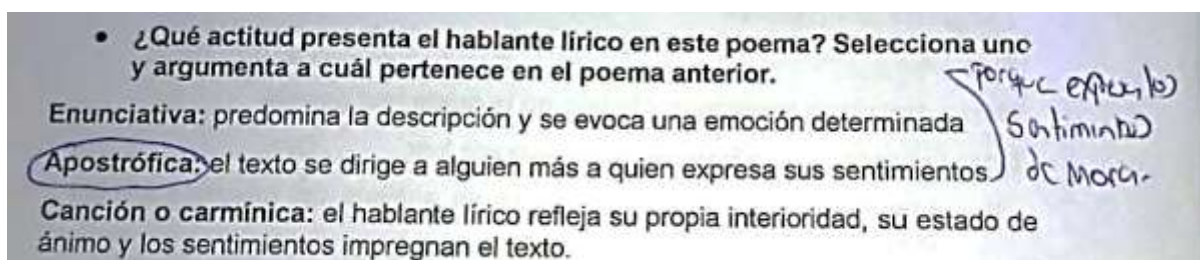 • ¿Qué actitud presenta el hablante lírico en este poema? Selecciona uno
y argumenta a cuál pertenece en el poema anterior.
Enunciativa: predomina la descripción y se evoca una emoción determinada
Apostrófica: el texto se dirige a alguien más a quien expresa sus sentimientos
Canción o carmínica: el hablante lírico refleja su propia interioridad, su estado de
ánimo y los sentimientos impregnan el texto.
Porque los
de